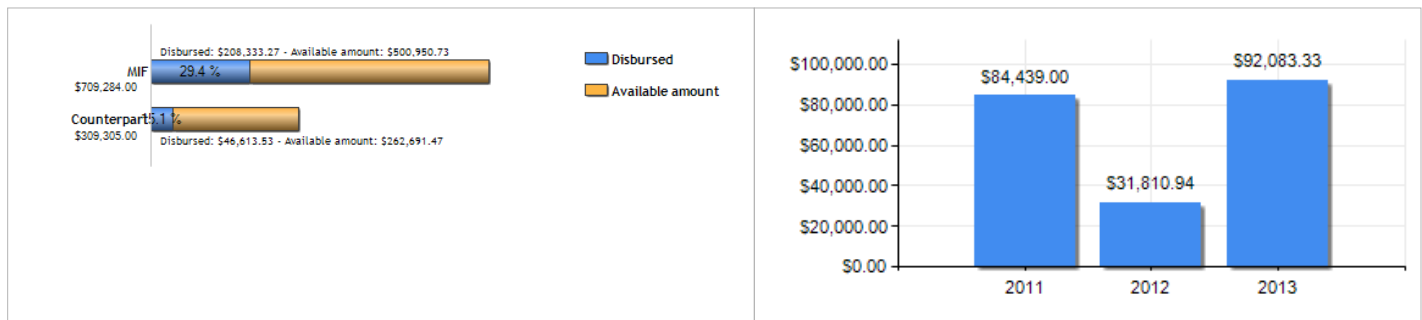 Disbursed: $208,333.27 - Available amount: $500,950.73
MIF
29.4 %
$709,284.00
Counterpart
15.1 %
$309,305.00
Disbursed: $46,613.53 - Available amount: $262,691.47
Disbursed
Available amount
$100,000.00
$80,000.00
$60,000.00
$40,000.00
$20,000.00
$0.00
$84,439.00
$31,810.94
$92,083.33
2011
2012
2013